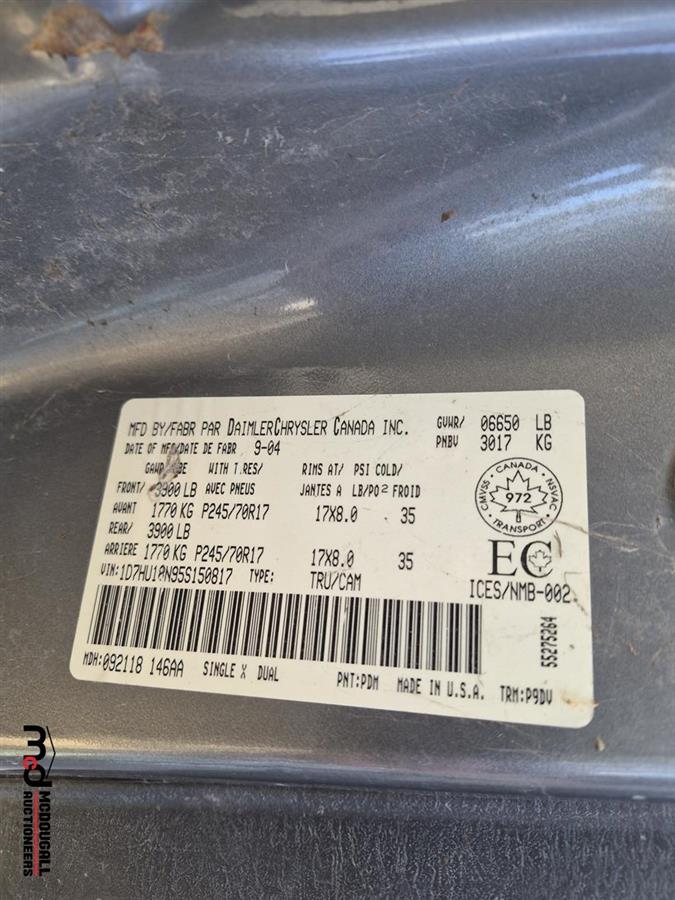 MFD BY/FABR PAR DAIMLERCHRYSLER CANADA INC. GVWR/ 06650 LB
DATE OF MFD/DATE DE FABR 9-04 PNBV 3017 KG
WITH TIRES/ RIMS AT/ PSI COLD/
FRONT/ 3900 LB AVEC PNEUS JANTES A LB/PO2 FROID
AVANT 1770 KG P245/70R17 17X8.0 35
REAR/ 3900 LB
ARRIERE 1770 KG P245/70R17 17X8.0 35
VIN:1D7HU18N95S150817 TYPE: TRU/CAM
CANADA
CMVSS NSVAC
972
TRANSPORT
EC
ICES/NMB-002
55275264
MDH:092118 146AA SINGLE X DUAL PNT:PDM MADE IN U.S.A. TRM:P9DV
McD
MCDOUGALL
AUCTIONEERS